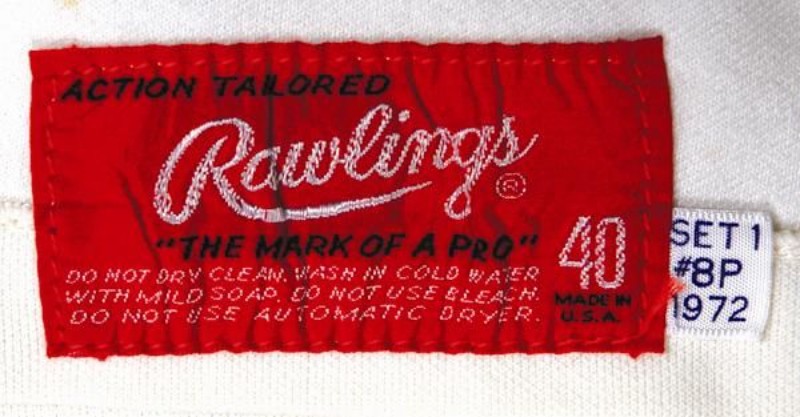 ACTION TAILORED
Rawlings ®
"THE MARK OF A PRO"
DO NOT DRY CLEAN. WASH IN COLD WATER
WITH MILD SOAP. DO NOT USE BLEACH.
DO NOT USE AUTOMATIC DRYER.
40
MADE IN
U.S.A.
SET 1
#8P
1972